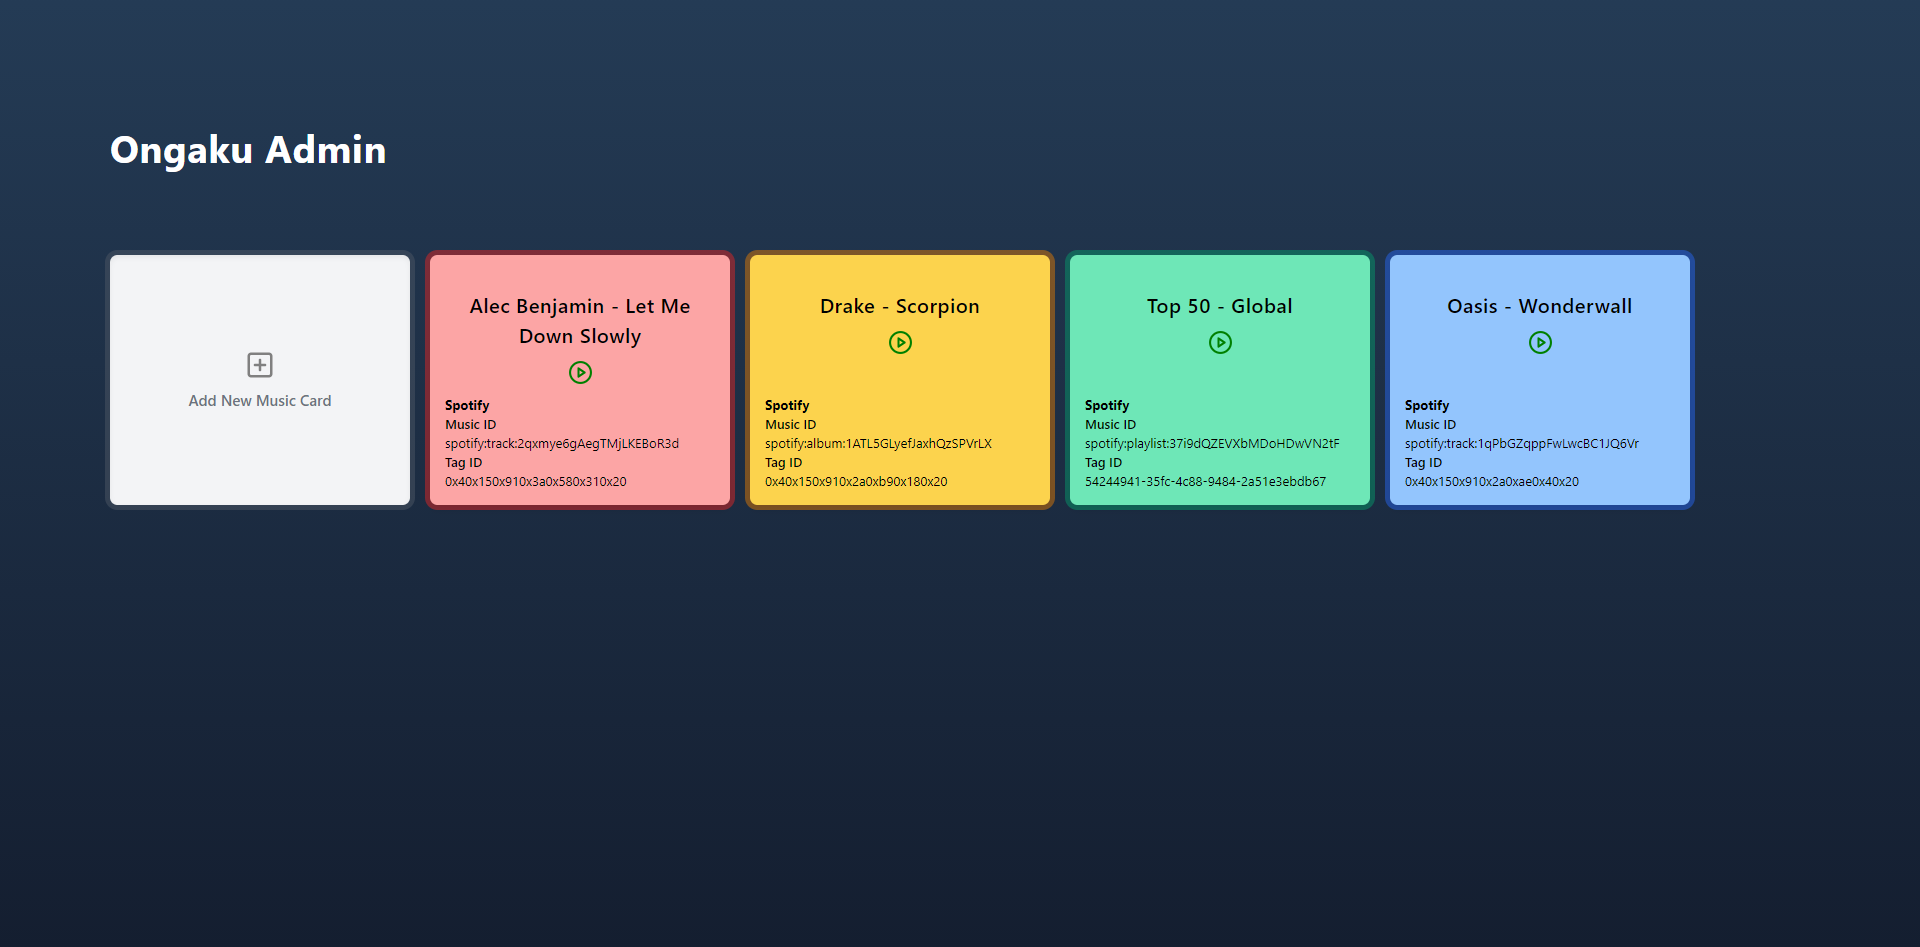 Ongaku Admin
Add New Music Card
Alec Benjamin - Let Me
Down Slowly
Spotify
Music ID
spotify:track:2qxmye6gAegTMjLKEBoR3d
Tag ID
0x40x150x910x3a0x580x310x20
Drake - Scorpion
Spotify
Music ID
spotify:album:1ATL5GLyefJaxhQzSPVrLX
Tag ID
0x40x150x910x2a0xb90x180x20
Top 50 - Global
Spotify
Music ID
spotify:playlist:37i9dQZEVXbMDoHDwVN2tF
Tag ID
54244941-35fc-4c88-9484-2a51e3ebdb67
Oasis - Wonderwall
Spotify
Music ID
spotify:track:1qPbGZqppFwLwcBC1JQ6Vr
Tag ID
0x40x150x910x2a0xae0x40x20